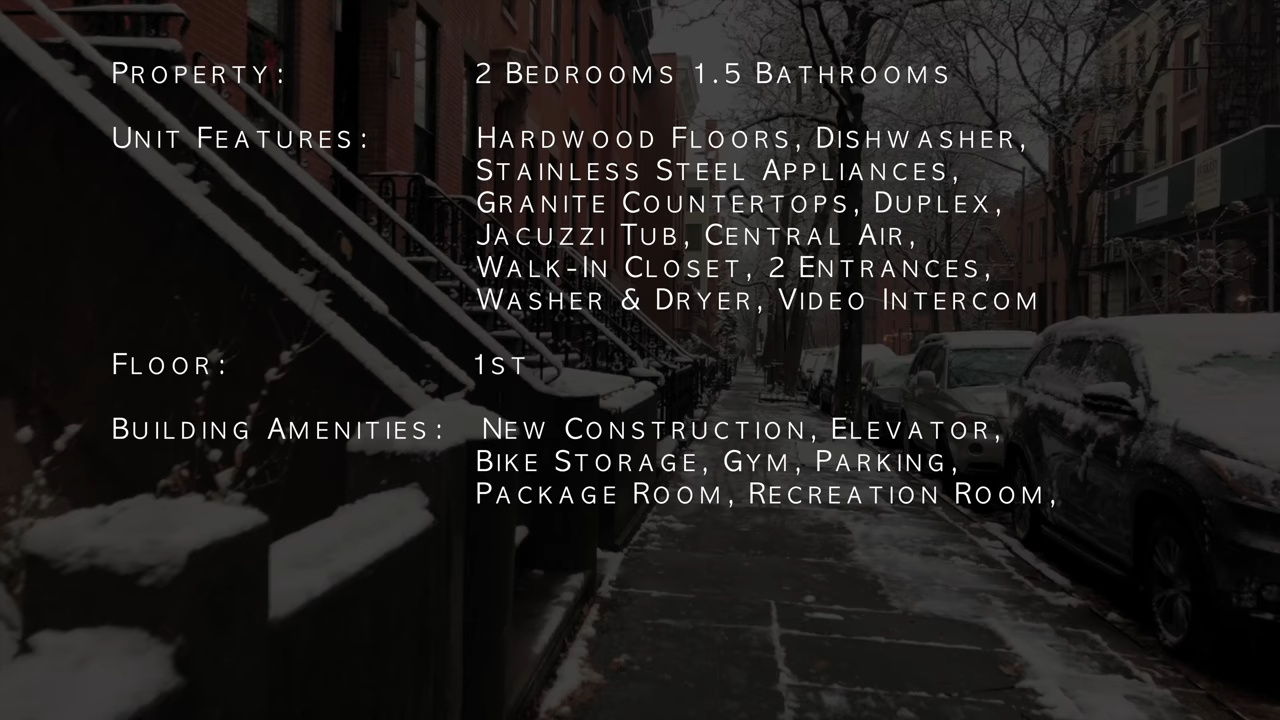 Property: 2 Bedrooms 1.5 Bathrooms
Unit Features: Hardwood Floors, Dishwasher,
Stainless Steel Appliances,
Granite Countertops, Duplex,
Jacuzzi Tub, Central Air,
Walk-In Closet, 2 Entrances,
Washer & Dryer, Video Intercom
Floor: 1st
Building Amenities: New Construction, Elevator,
Bike Storage, Gym, Parking,
Package Room, Recreation Room,